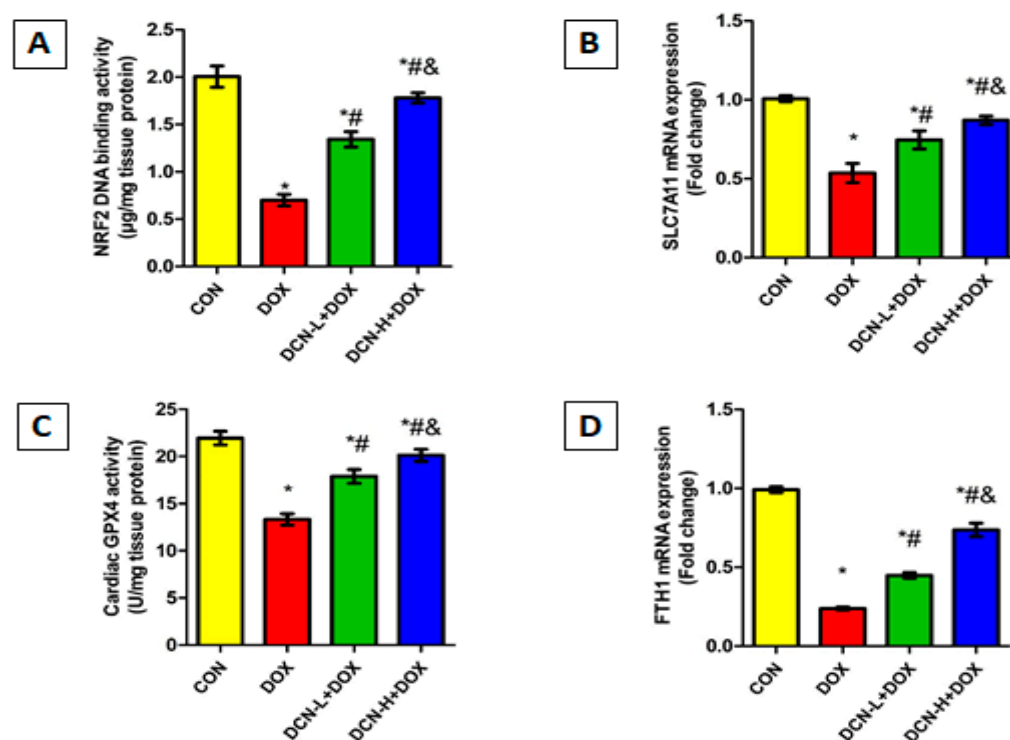 A
NRF2 DNA binding activity
(µg/mg tissue protein)
2.0
1.5
1.0
0.5
0.0
*
*#
*#&
CON
DOX
DCN-L+DOX
DCN-H+DOX
B
SLC7A11 mRNA expression
(Fold change)
1.5
1.0
0.5
0.0
*
*#
*#&
CON
DOX
DCN-L+DOX
DCN-H+DOX
C
Cardiac GPX4 activity
(U/mg tissue protein)
25
20
15
10
5
0
*
*#
*#&
CON
DOX
DCN-L+DOX
DCN-H+DOX
D
FTH1 mRNA expression
(Fold change)
1.5
1.0
0.5
0.0
*
*#
*#&
CON
DOX
DCN-L+DOX
DCN-H+DOX